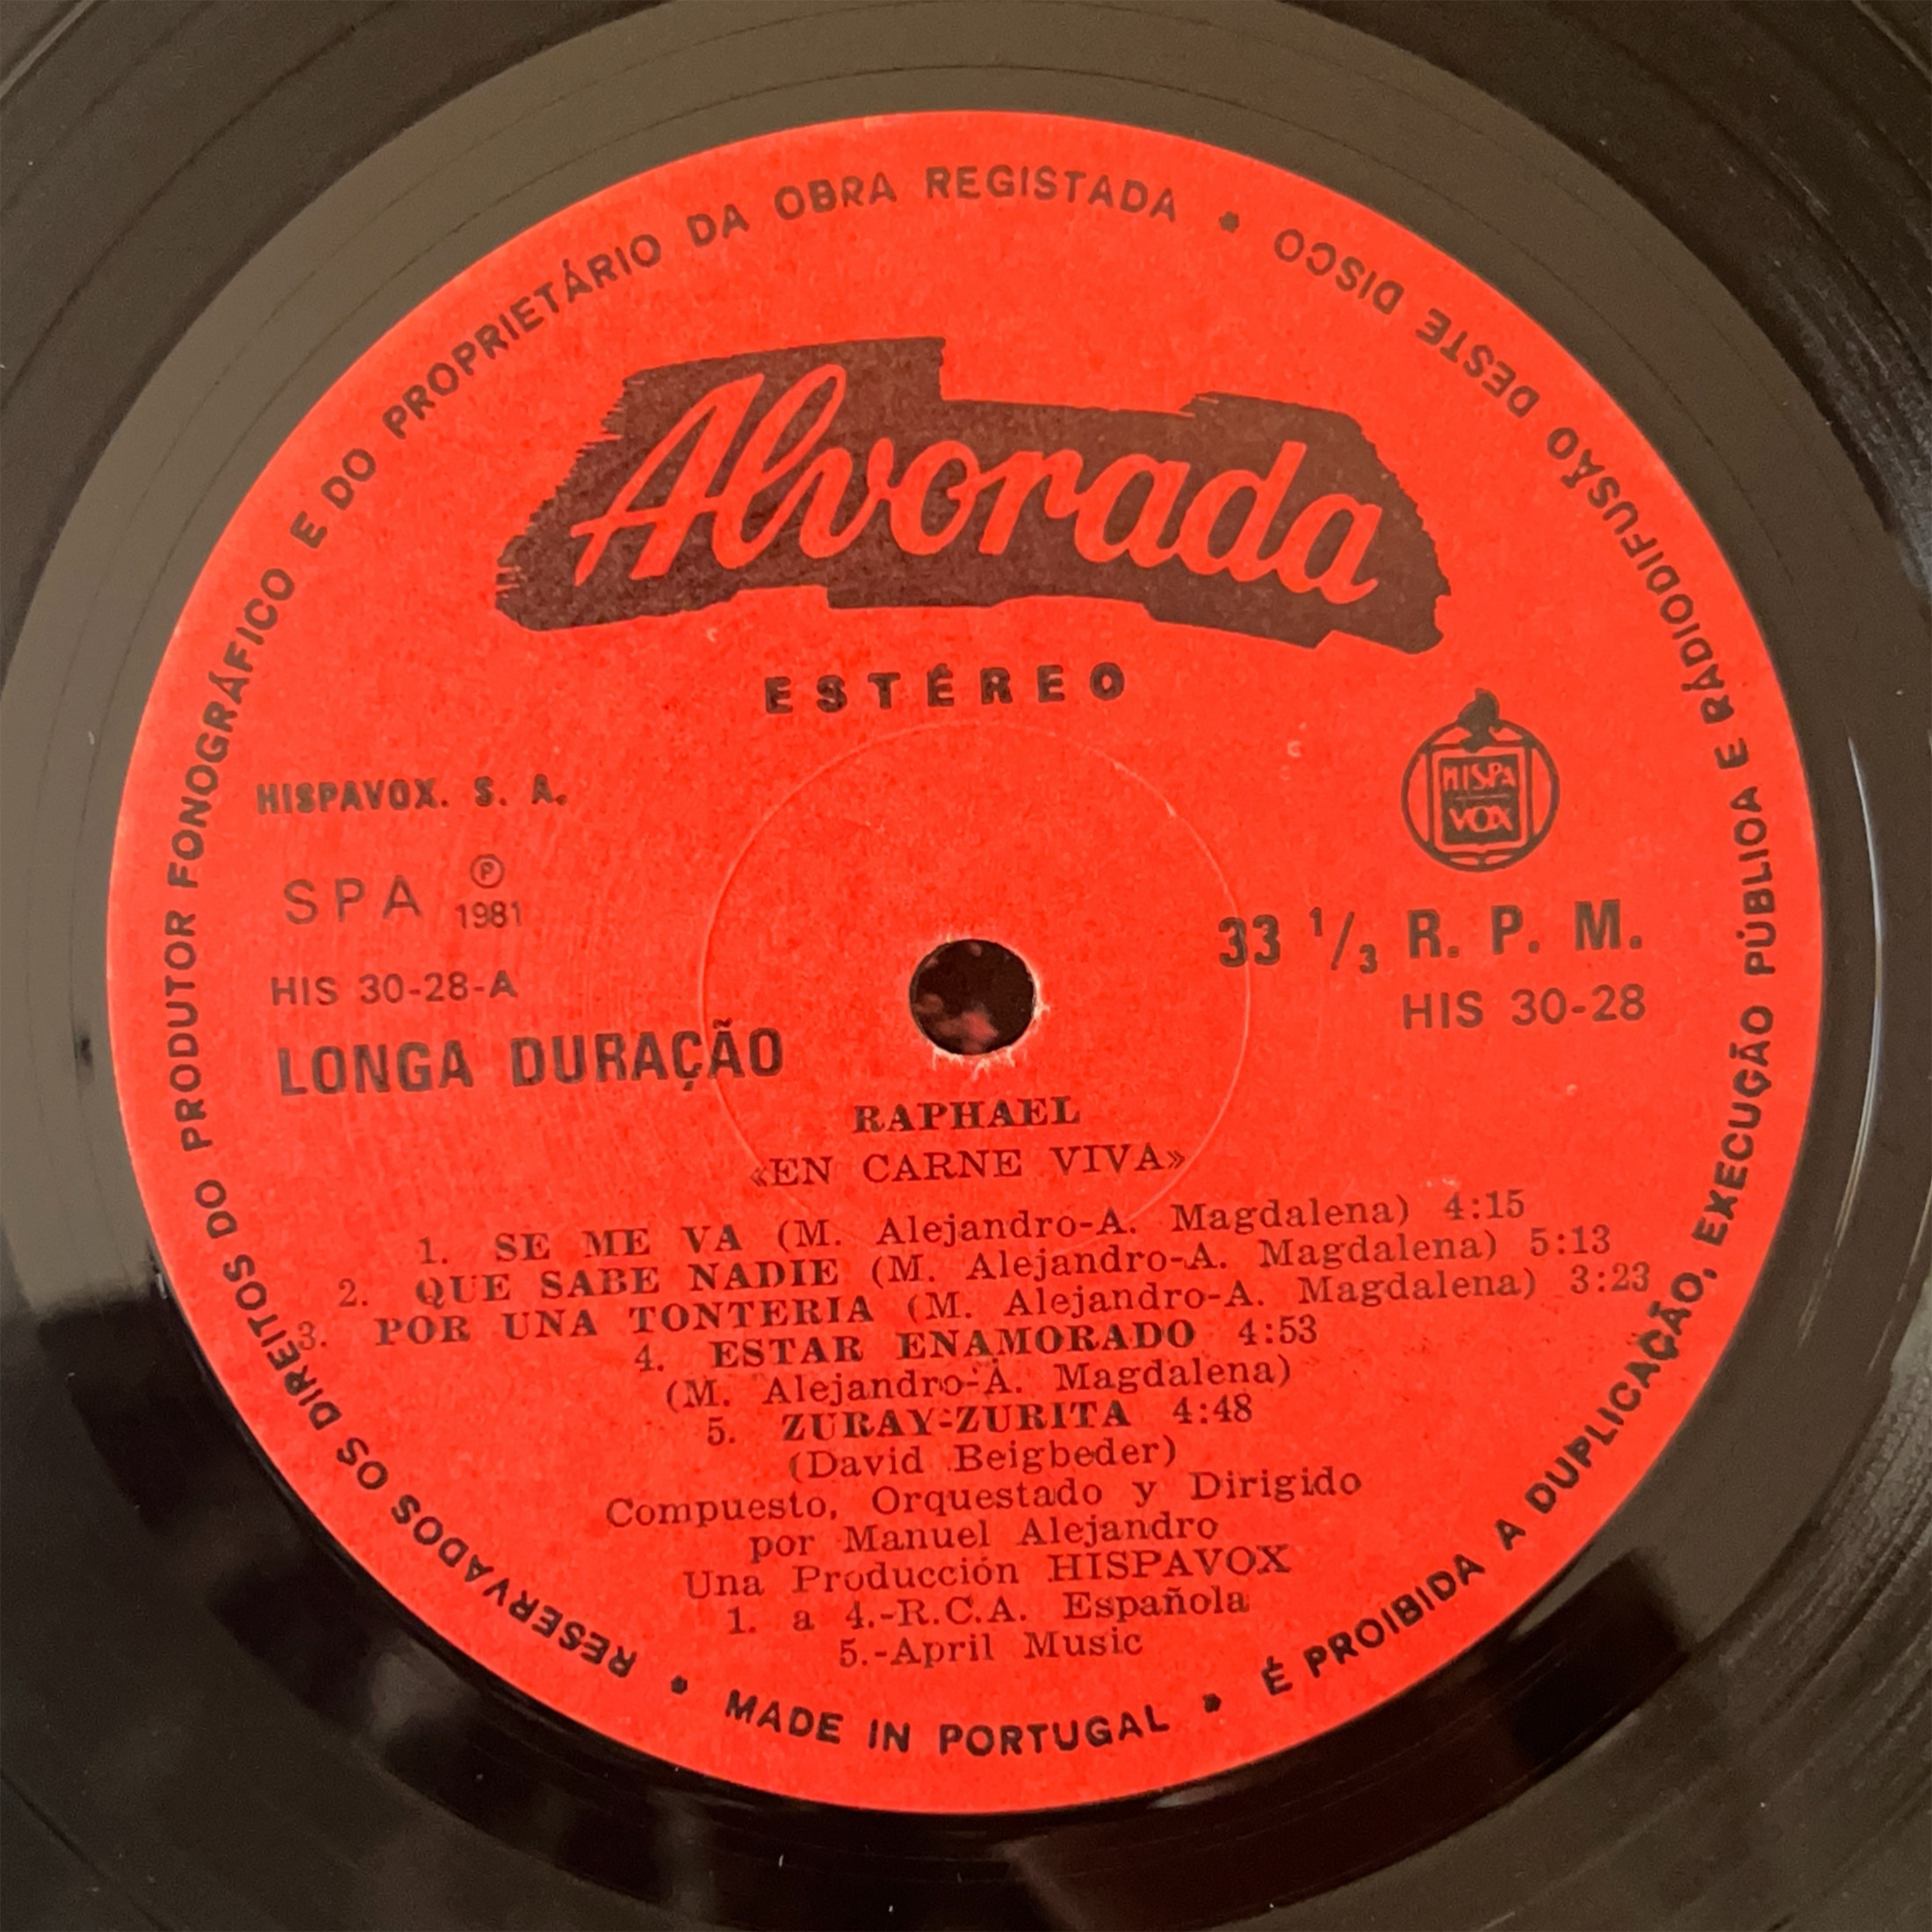 RESERVADOS OS DIREITOS DO PRODUTOR FONOGRÁFICO E DO PROPRIETÁRIO DA OBRA REGISTADA •
É PROIBIDA A DUPLICAÇÃO, EXECUÇÃO PÚBLIOA E RADIODIFUSÃO DESTE DISCO
• MADE IN PORTUGAL •
Alvorada
ESTÉREO
HISPAVOX. S. A.
HISPA
VOX
SPA ℗ 1981
33 1/3 R. P. M.
HIS 30-28-A
HIS 30-28
LONGA DURAÇÃO
RAPHAEL
«EN CARNE VIVA»
1. SE ME VA (M. Alejandro-A. Magdalena) 4:15
2. QUE SABE NADIE (M. Alejandro-A. Magdalena) 5:13
3. POR UNA TONTERIA (M. Alejandro-A. Magdalena) 3:23
4. ESTAR ENAMORADO 4:53
(M. Alejandro-A. Magdalena)
5. ZURAY-ZURITA 4:48
(David Beigbeder)
Compuesto, Orquestado y Dirigido
por Manuel Alejandro
Una Producción HISPAVOX
1. a 4.-R.C.A. Española
5.-April Music